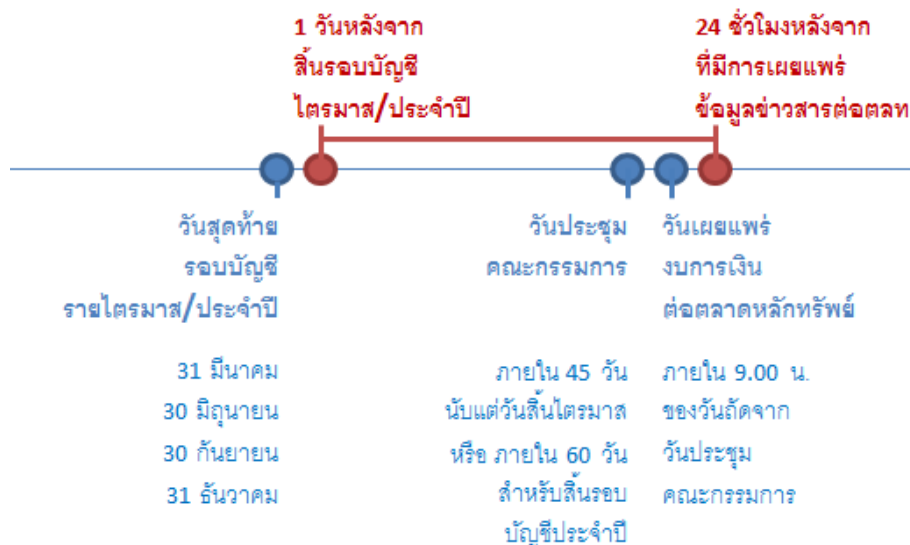 1 วันหลังจาก
สิ้นรอบบัญชี
ไตรมาส/ประจำปี
24 ชั่วโมงหลังจาก
ที่มีการเผยแพร่
ข้อมูลข่าวสารต่อตลท
วันสุดท้าย
รอบบัญชี
รายไตรมาส/ประจำปี
วันประชุม
คณะกรรมการ
วันเผยแพร่
งบการเงิน
ต่อตลาดหลักทรัพย์
31 มีนาคม
30 มิถุนายน
30 กันยายน
31 ธันวาคม
ภายใน 45 วัน
นับแต่วันสิ้นไตรมาส
หรือ ภายใน 60 วัน
สำหรับสิ้นรอบ
บัญชีประจำปี
ภายใน 9.00 น.
ของวันถัดจาก
วันประชุม
คณะกรรมการ